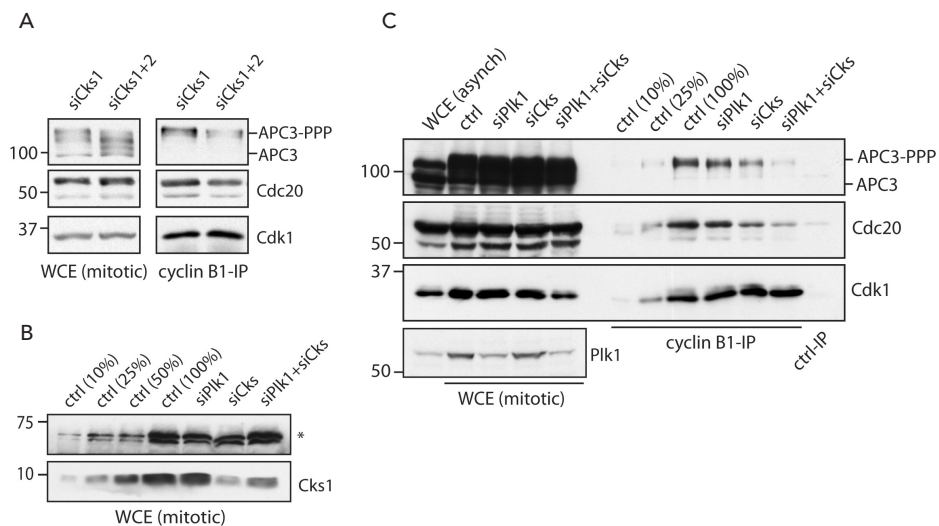 A
siCks1
siCks1+2
siCks1
siCks1+2
100
APC3-PPP
APC3
50
Cdc20
37
Cdk1
WCE (mitotic)
cyclin B1-IP
B
ctrl (10%)
ctrl (25%)
ctrl (50%)
ctrl (100%)
siPlk1
siCks
siPlk1+siCks
75
*
10
Cks1
WCE (mitotic)
C
WCE (asynch)
ctrl
siPlk1
siCks
siPlk1+siCks
ctrl (10%)
ctrl (25%)
ctrl (100%)
siPlk1
siCks
siPlk1+siCks
100
APC3-PPP
APC3
50
Cdc20
37
Cdk1
50
Plk1
cyclin B1-IP
ctrl-IP
WCE (mitotic)